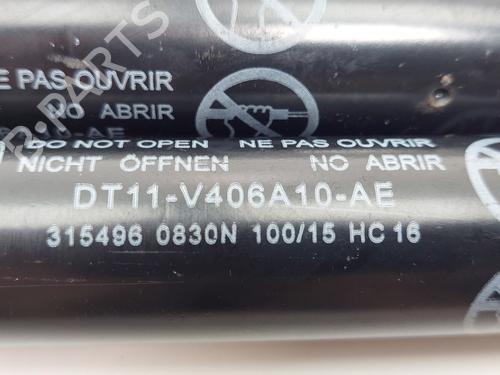 NE PAS OUVRIR
NO ABRIR
-AE
DO NOT OPEN NE PAS OUVRIR
NICHT ÖFFNEN NO ABRIR
DT11-V406A10-AE
315496 0830N 100/15 HC 16